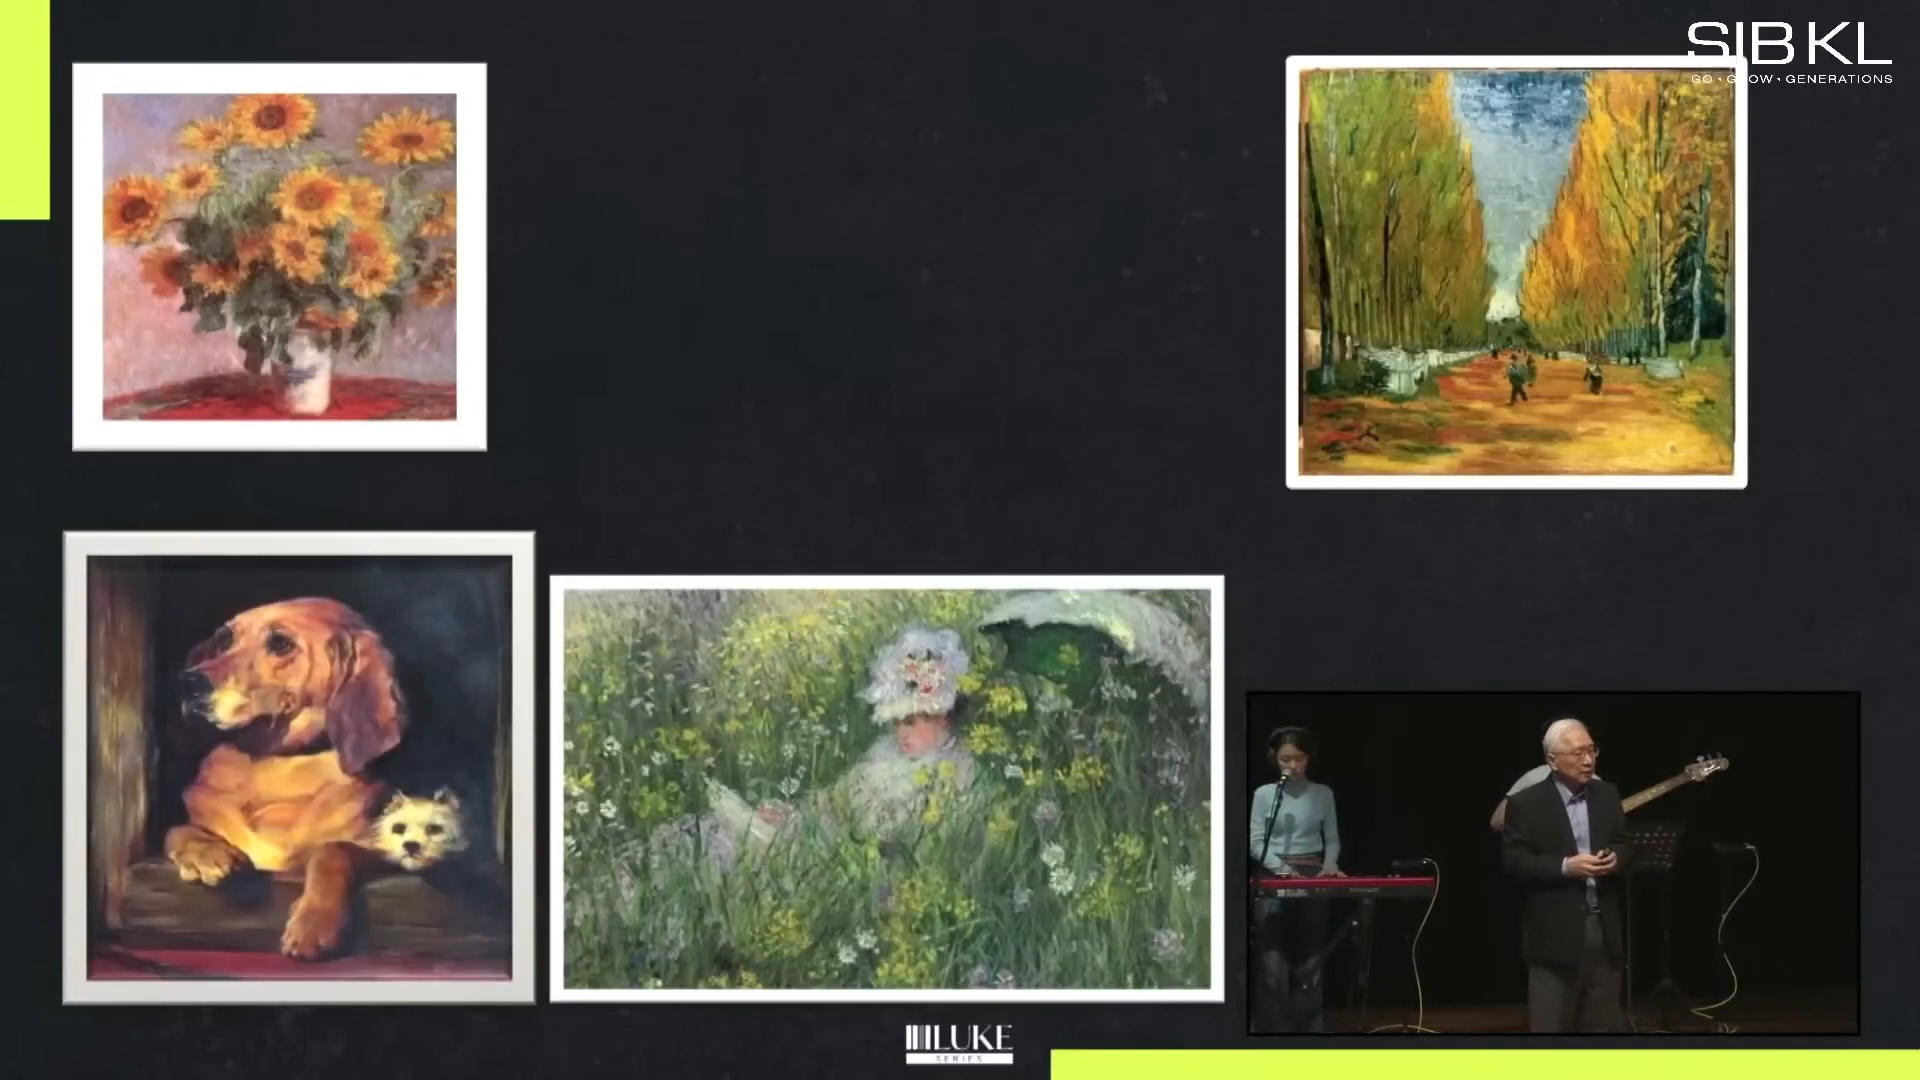 SIBKL
GO • GROW • GENERATIONS
LUKE
SERIES